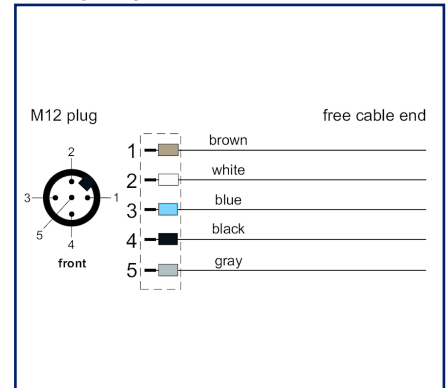 M12 plug
free cable end
2
3
1
5
4
front
1
brown
2
white
3
blue
4
black
5
gray